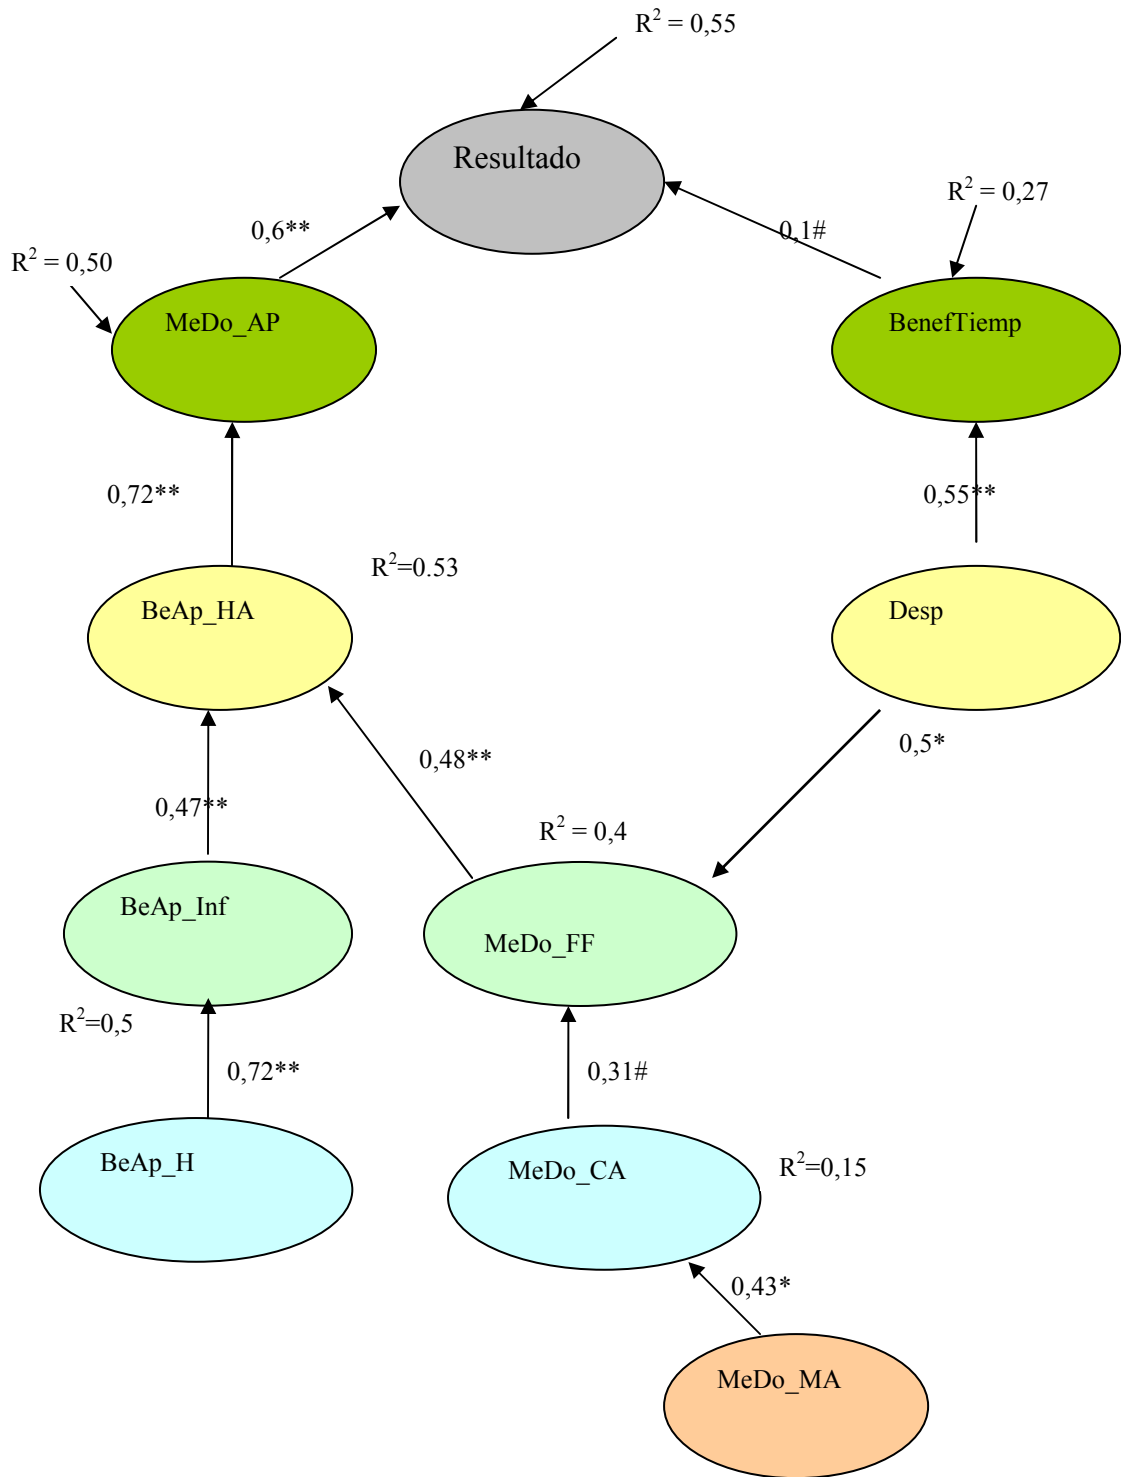 R² = 0,55
Resultado
R² = 0,27
0,6**
0,1#
R² = 0,50
MeDo_AP
BenefTiemp
0,72**
0,55**
R²=0.53
BeAp_HA
Desp
0,48**
0,5*
0,47**
R² = 0,4
BeAp_Inf
MeDo_FF
R²=0,5
0,72**
0,31#
BeAp_H
MeDo_CA
R²=0,15
0,43*
MeDo_MA